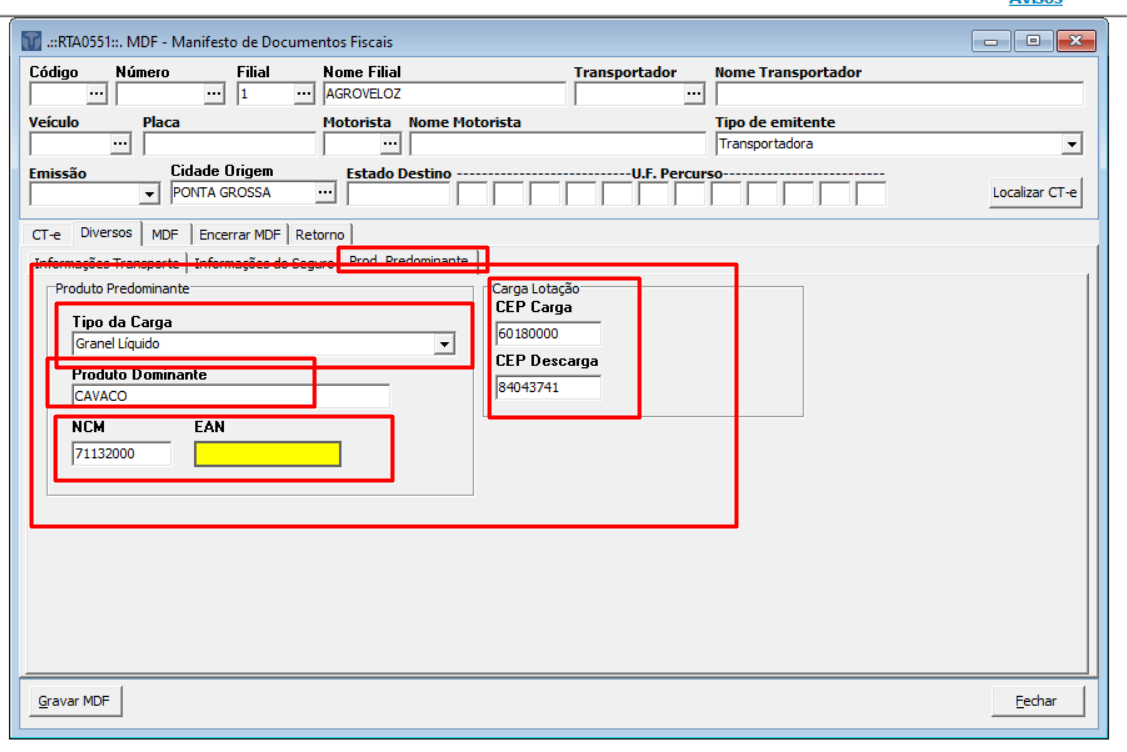 Avisos
.::RTA0551::. MDF - Manifesto de Documentos Fiscais
Código Número Filial Nome Filial Transportador Nome Transportador
... ... 1 ... AGROVELOZ ...
Veículo Placa Motorista Nome Motorista Tipo de emitente
... ... Transportadora
Emissão Cidade Origem Estado Destino --------------------------U.F. Percurso------------------------
PONTA GROSSA ... Localizar CT-e
CT-e Diversos MDF Encerrar MDF Retorno
Informações Transporte Informações do Seguro Prod. Predominante
Produto Predominante Carga Lotação
Tipo da Carga CEP Carga
Granel Líquido 60180000
Produto Dominante CEP Descarga
CAVACO 84043741
NCM EAN
71132000
Gravar MDF Fechar